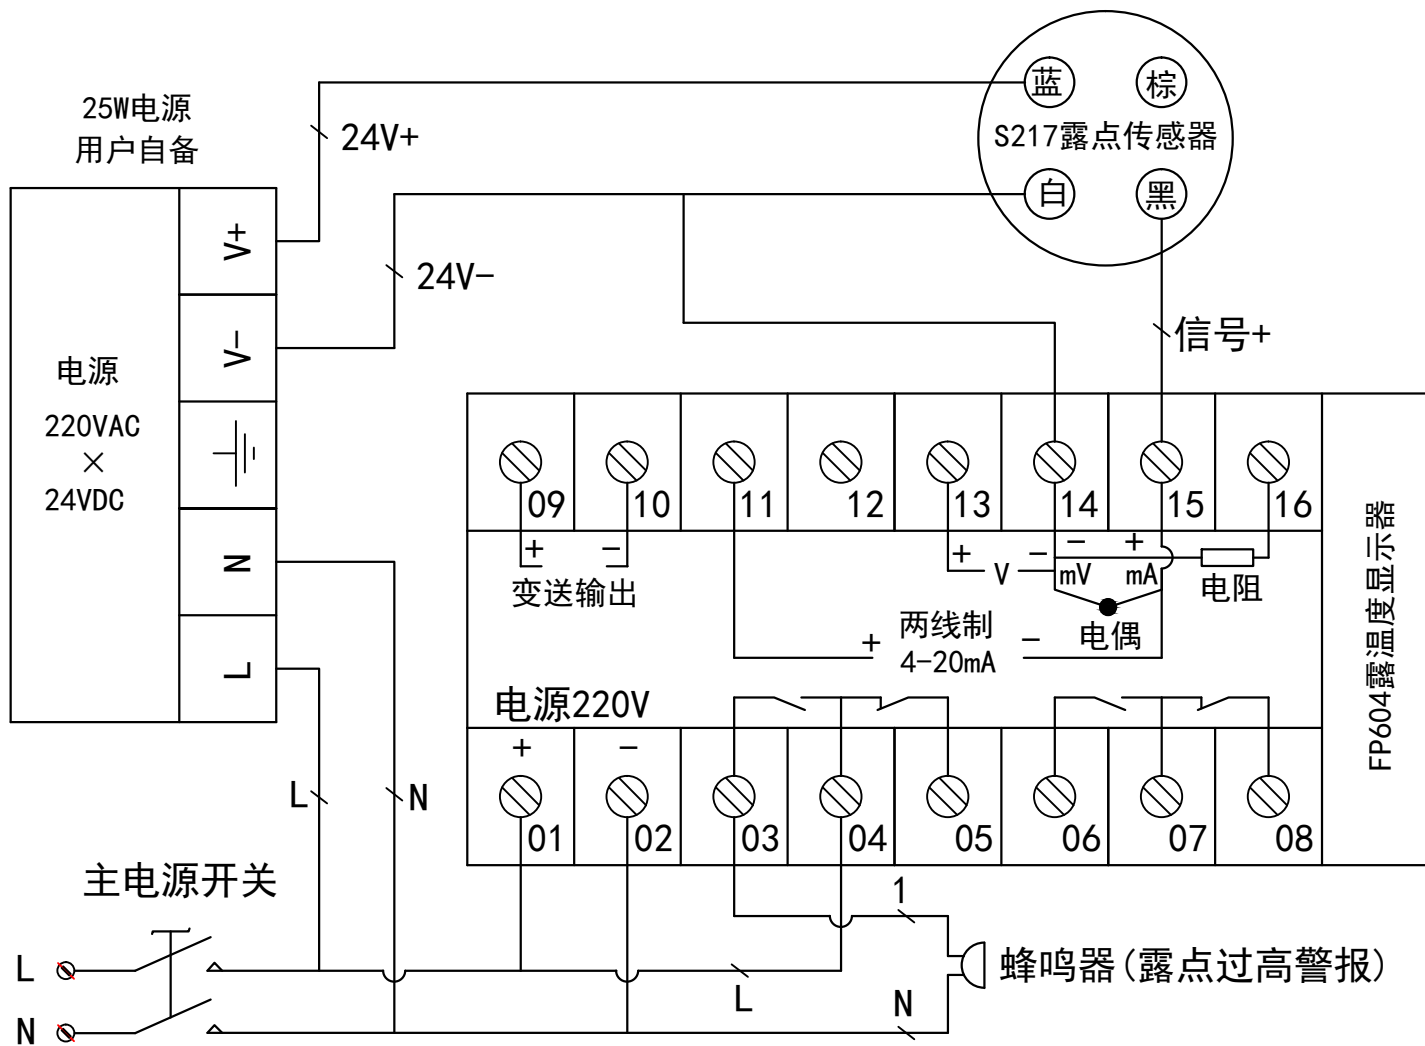 25W电源
用户自备
24V+
蓝
棕
S217露点传感器
白
黑
24V-
信号+
V+
V-
N
L
电源
220VAC
×
24VDC
09
10
11
12
13
14
15
16
+ -
变送输出
+ V -
- +
mV mA
电阻
电偶
+ 两线制 -
4-20mA
FP604露温度显示器
电源220V
+ -
01
02
03
04
05
06
07
08
L
N
主电源开关
L
N
1
L
N
蜂鸣器(露点过高警报)